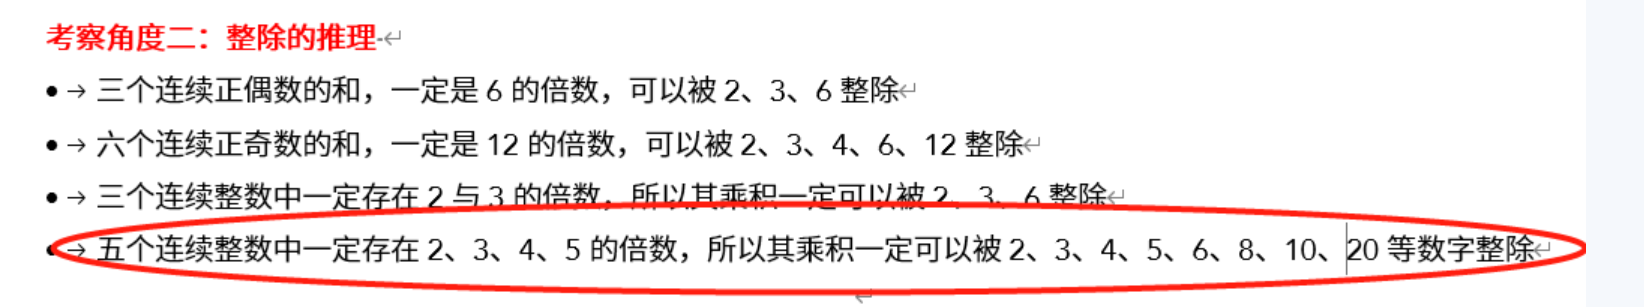 考察角度二：整除的推理
• → 三个连续正偶数的和，一定是 6 的倍数，可以被 2、3、6 整除
• → 六个连续正奇数的和，一定是 12 的倍数，可以被 2、3、4、6、12 整除
• → 三个连续整数中一定存在 2 与 3 的倍数，所以其乘积一定可以被 2、3、6 整除
• → 五个连续整数中一定存在 2、3、4、5 的倍数，所以其乘积一定可以被 2、3、4、5、6、8、10、20 等数字整除